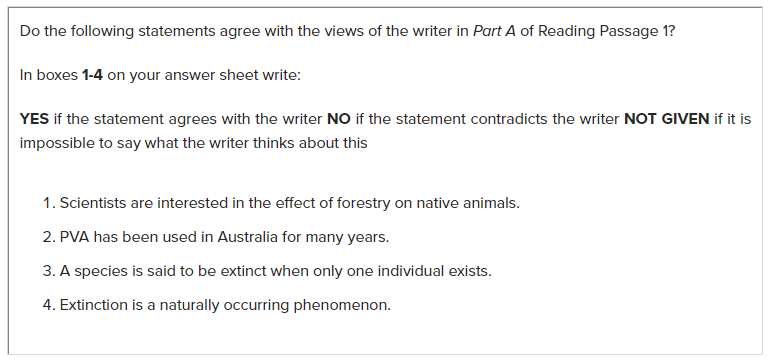 Do the following statements agree with the views of the writer in Part A of Reading Passage 1?
In boxes 1-4 on your answer sheet write:
YES if the statement agrees with the writer NO if the statement contradicts the writer NOT GIVEN if it is
impossible to say what the writer thinks about this
1. Scientists are interested in the effect of forestry on native animals.
2. PVA has been used in Australia for many years.
3. A species is said to be extinct when only one individual exists.
4. Extinction is a naturally occurring phenomenon.